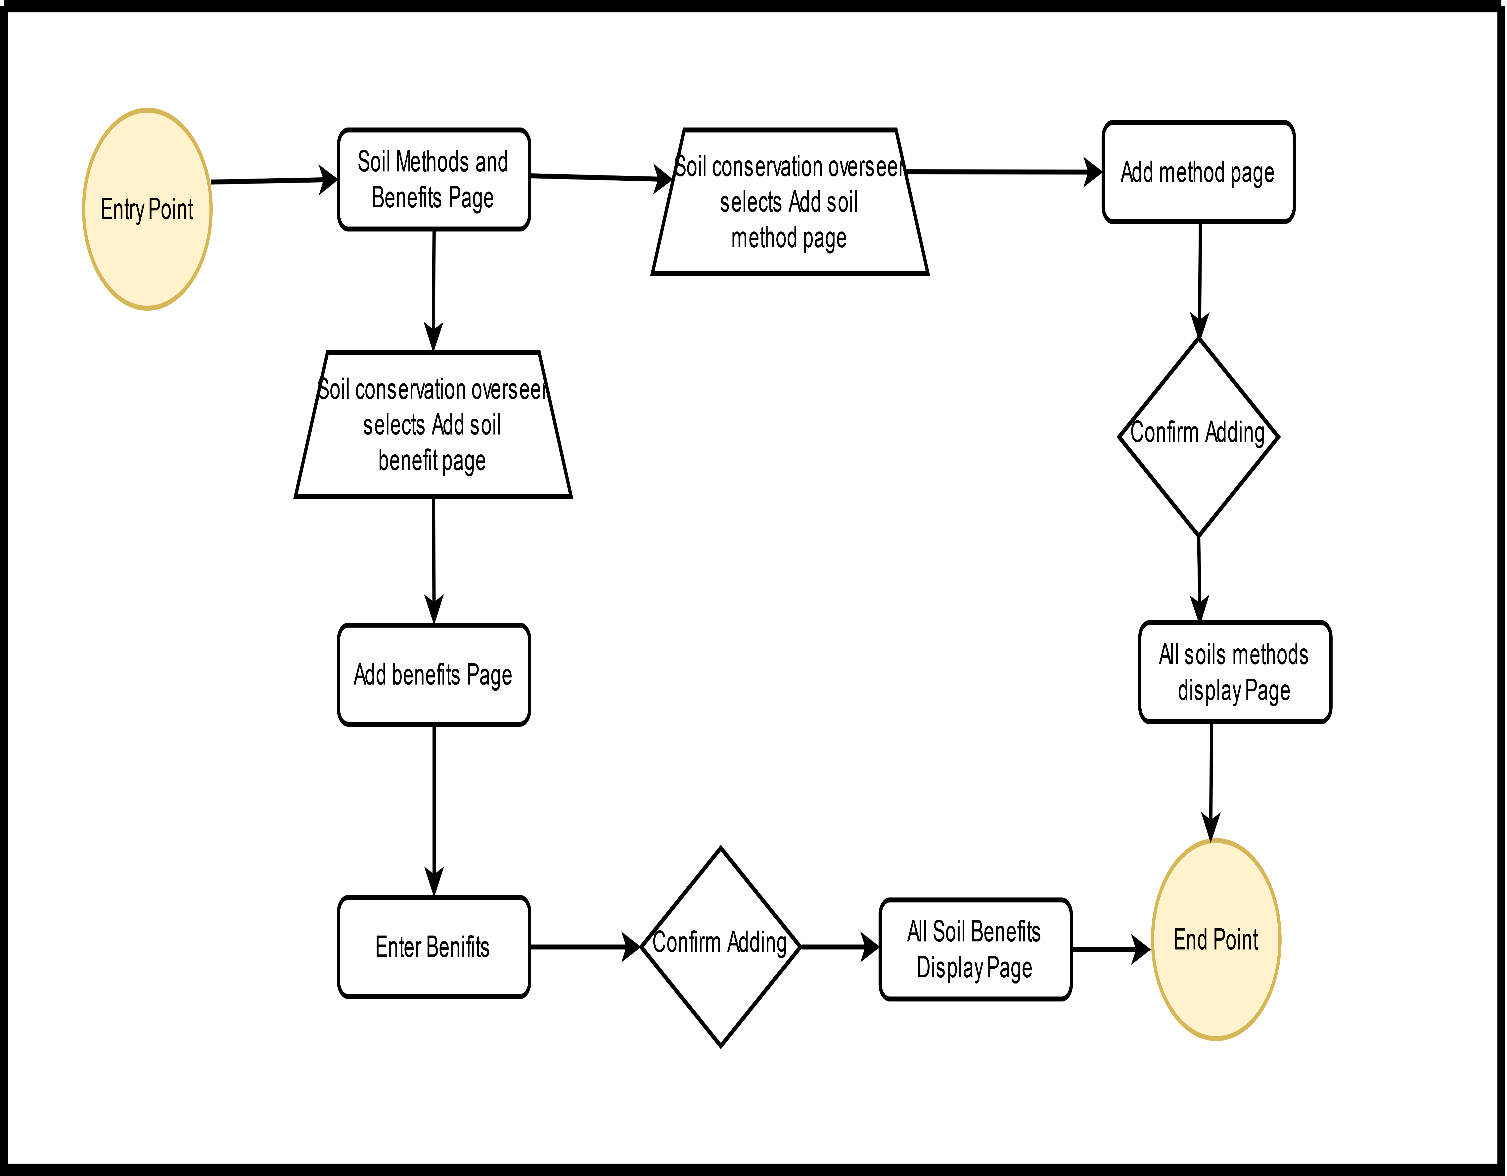 Entry Point
Soil Methods and
Benefits Page
Soil conservation overseer
selects Add soil
method page
Add method page
Soil conservation overseer
selects Add soil
benefit page
Confirm Adding
Add benefits Page
All soils methods
display Page
Enter Benifits
Confirm Adding
All Soil Benefits
Display Page
End Point